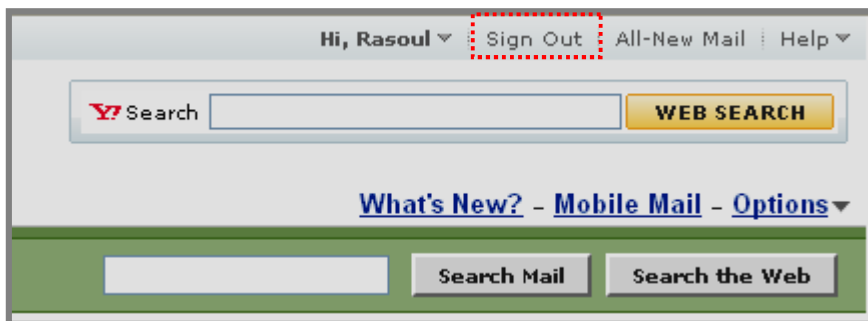 Hi, Rasoul Sign Out All-New Mail Help
Y! Search WEB SEARCH
What's New? – Mobile Mail – Options
Search Mail Search the Web